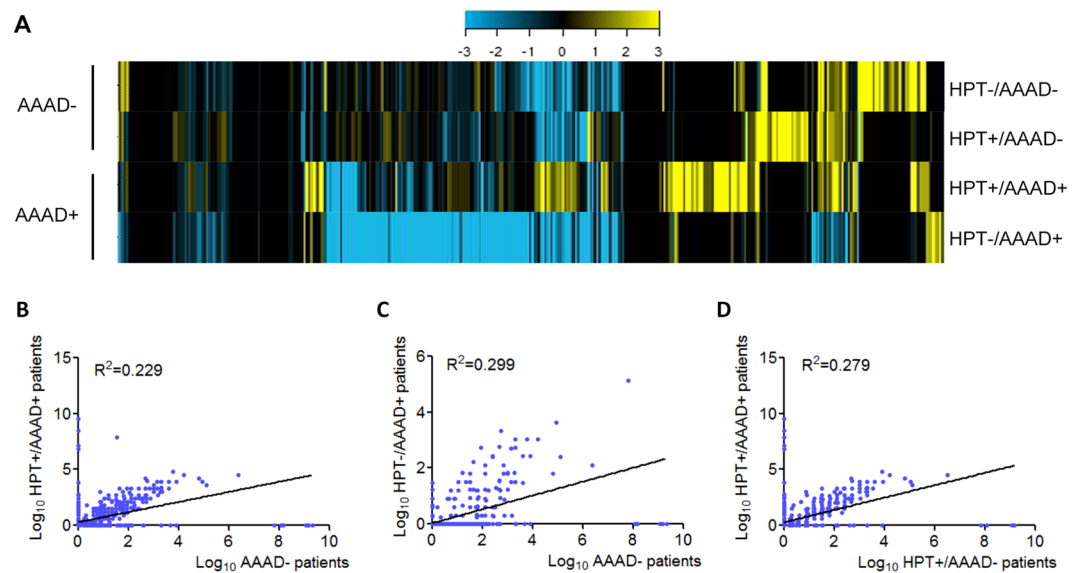 A
-3 -2 -1 0 1 2 3
AAAD-
AAAD+
HPT-/AAAD-
HPT+/AAAD-
HPT+/AAAD+
HPT-/AAAD+
B
Log10 HPT+/AAAD+ patients
15
10
5
0
R2=0.229
0 2 4 6 8 10
Log10 AAAD- patients
C
Log10 HPT-/AAAD+ patients
6
4
2
0
R2=0.299
0 2 4 6 8 10
Log10 AAAD- patients
D
Log10 HPT+/AAAD+ patients
15
10
5
0
R2=0.279
0 2 4 6 8 10
Log10 HPT+/AAAD- patients